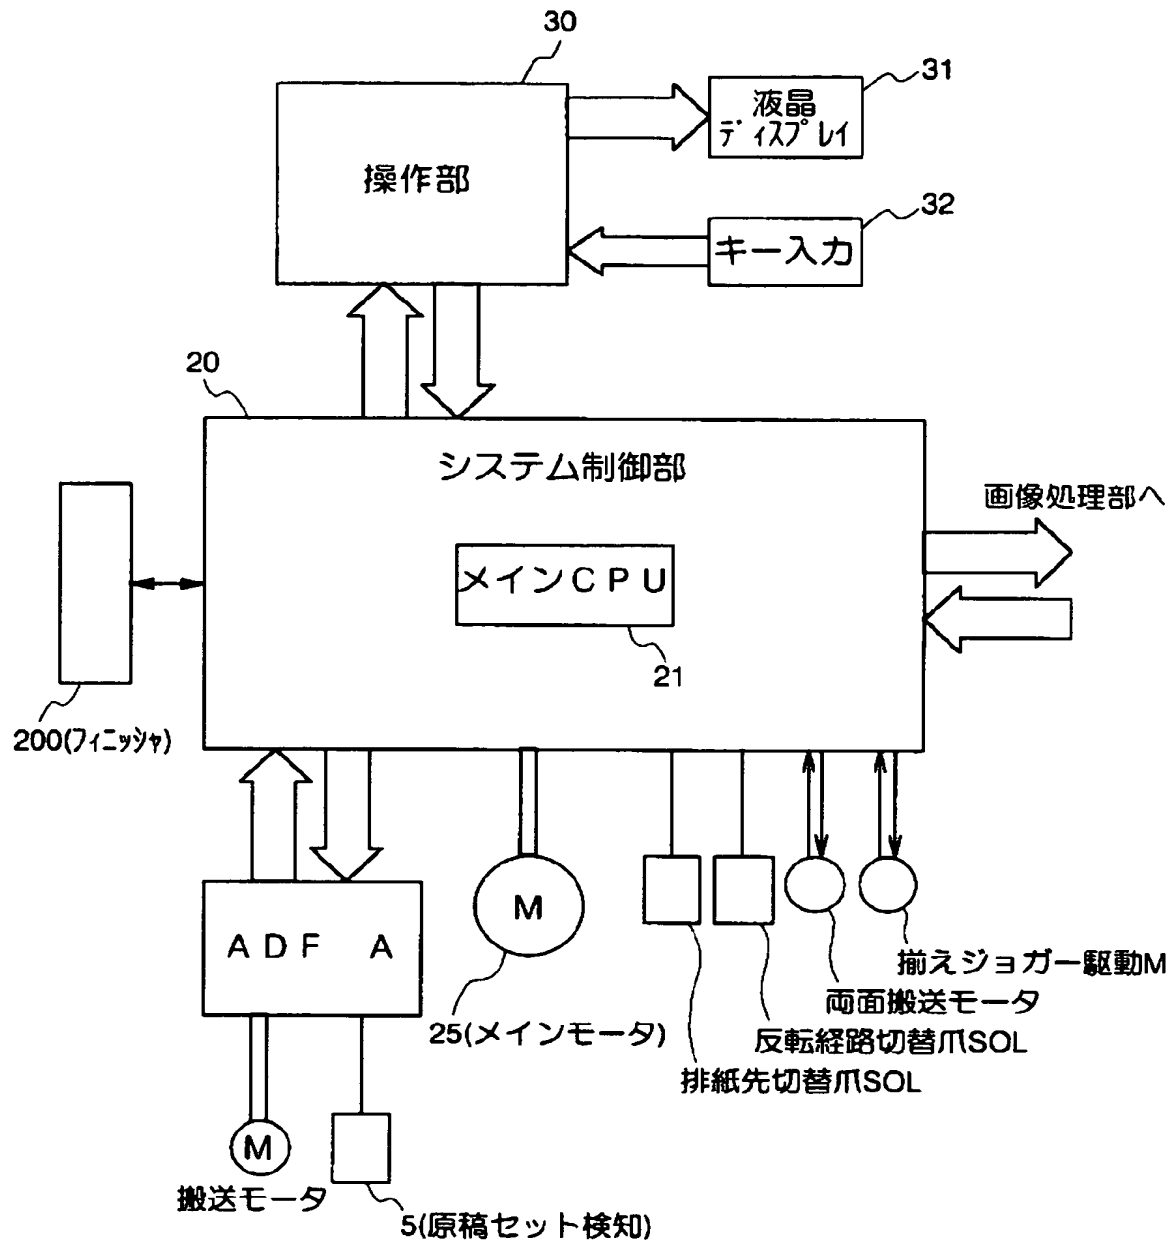 30
31
液晶
ディスプレイ
操作部
32
キー入力
20
システム制御部
画像処理部へ
メインCPU
21
200(フィニッシャ)
ADF A
M
揃えジョガー駆動M
両面搬送モータ
25(メインモータ)
反転経路切替爪SOL
排紙先切替爪SOL
M
搬送モータ
5(原稿セット検知)